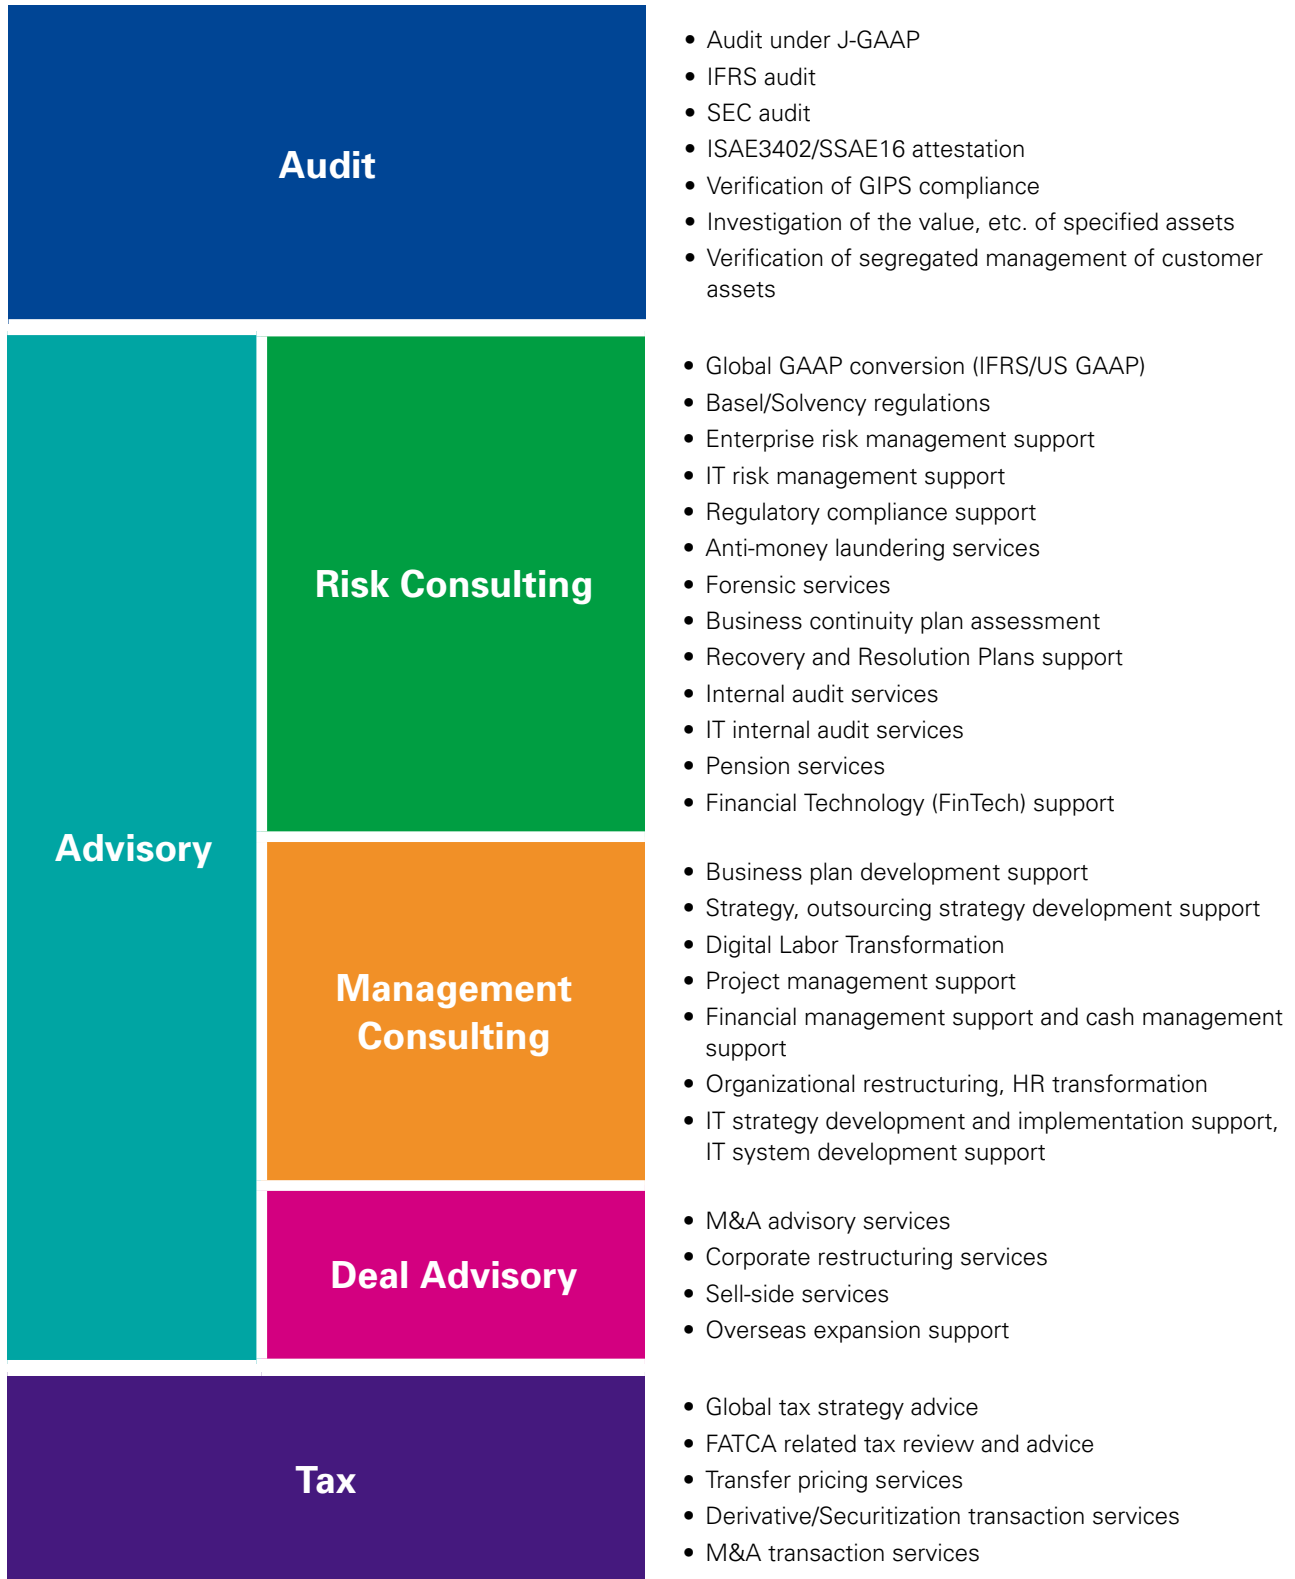 Audit
• Audit under J-GAAP
• IFRS audit
• SEC audit
• ISAE3402/SSAE16 attestation
• Verification of GIPS compliance
• Investigation of the value, etc. of specified assets
• Verification of segregated management of customer
assets
Advisory
Risk Consulting
• Global GAAP conversion (IFRS/US GAAP)
• Basel/Solvency regulations
• Enterprise risk management support
• IT risk management support
• Regulatory compliance support
• Anti-money laundering services
• Forensic services
• Business continuity plan assessment
• Recovery and Resolution Plans support
• Internal audit services
• IT internal audit services
• Pension services
• Financial Technology (FinTech) support
Management
Consulting
• Business plan development support
• Strategy, outsourcing strategy development support
• Digital Labor Transformation
• Project management support
• Financial management support and cash management
support
• Organizational restructuring, HR transformation
• IT strategy development and implementation support,
IT system development support
Deal Advisory
• M&A advisory services
• Corporate restructuring services
• Sell-side services
• Overseas expansion support
Tax
• Global tax strategy advice
• FATCA related tax review and advice
• Transfer pricing services
• Derivative/Securitization transaction services
• M&A transaction services